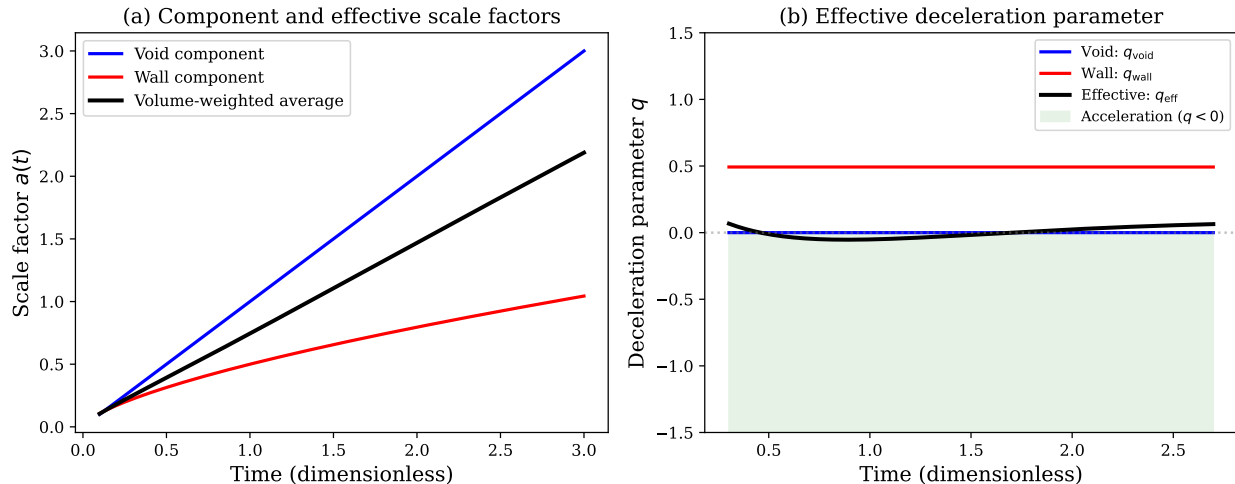 (a) Component and effective scale factors
Void component
Wall component
Volume-weighted average
Scale factor a(t)
3.0
2.5
2.0
1.5
1.0
0.5
0.0
0.0 0.5 1.0 1.5 2.0 2.5 3.0
Time (dimensionless)
(b) Effective deceleration parameter
Void: q_void
Wall: q_wall
Effective: q_eff
Acceleration (q < 0)
Deceleration parameter q
1.5
1.0
0.5
0.0
−0.5
−1.0
−1.5
0.5 1.0 1.5 2.0 2.5
Time (dimensionless)